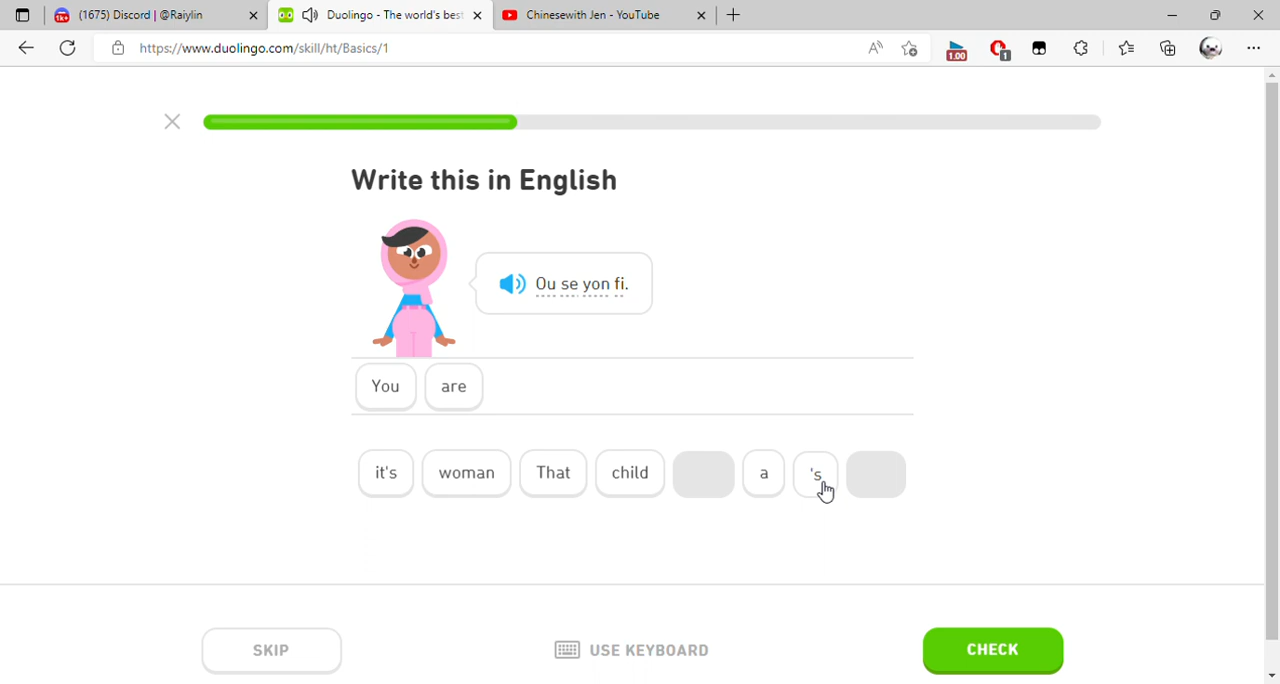 (1675) Discord | @Raiylin
Duolingo - The world's best
Chinesewith Jen - YouTube
https://www.duolingo.com/skill/ht/Basics/1
1.00
1
Write this in English
Ou se yon fi.
You are
it's woman That child a 's
SKIP
USE KEYBOARD
CHECK